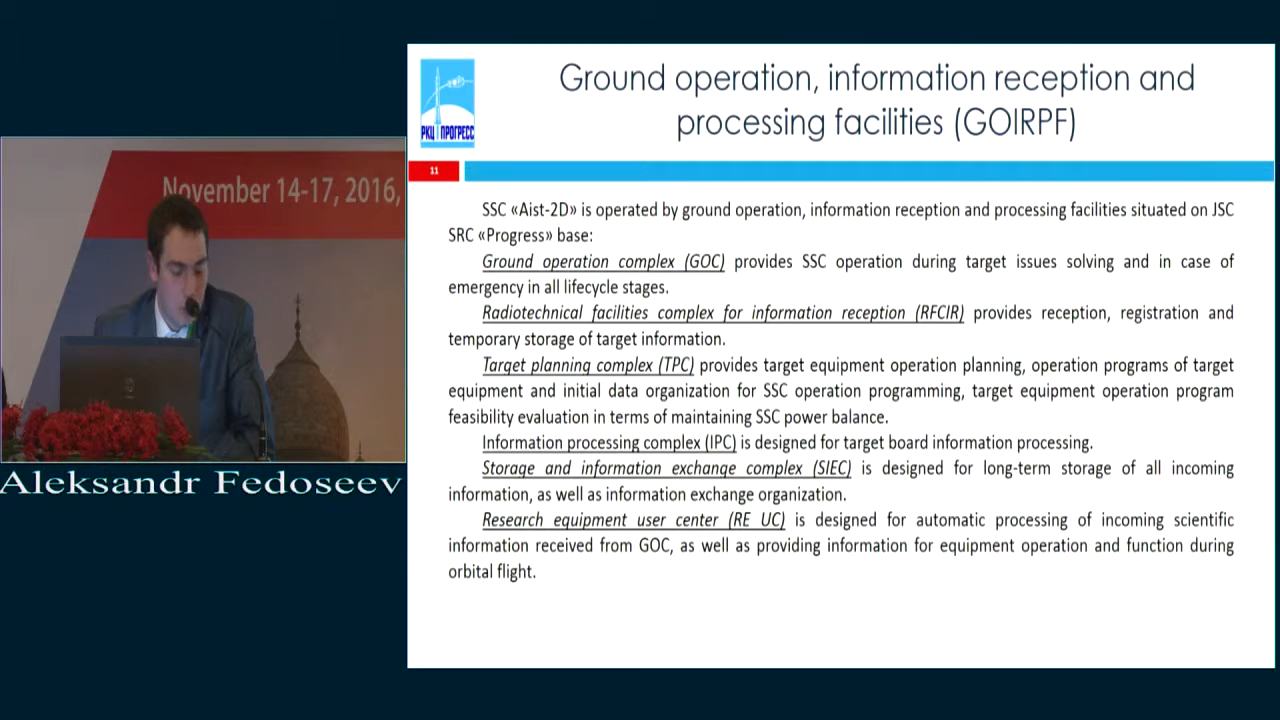 Ground operation, information reception and
processing facilities (GOIRPF)
РКЦ ПРОГРЕСС
11
November 14-17, 2016,
SSC «Aist-2D» is operated by ground operation, information reception and processing facilities situated on JSC
SRC «Progress» base:
Ground operation complex (GOC) provides SSC operation during target issues solving and in case of
emergency in all lifecycle stages.
Radiotechnical facilities complex for information reception (RFCIR) provides reception, registration and
temporary storage of target information.
Target planning complex (TPC) provides target equipment operation planning, operation programs of target
equipment and initial data organization for SSC operation programming, target equipment operation program
feasibility evaluation in terms of maintaining SSC power balance.
Information processing complex (IPC) is designed for target board information processing.
Storage and information exchange complex (SIEC) is designed for long-term storage of all incoming
information, as well as information exchange organization.
Research equipment user center (RE UC) is designed for automatic processing of incoming scientific
information received from GOC, as well as providing information for equipment operation and function during
orbital flight.
Aleksandr Fedoseev